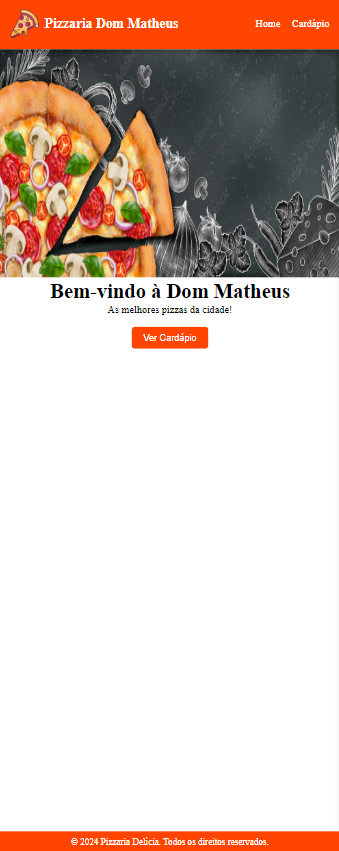 Pizzaria Dom Matheus
Home Cardápio
Bem-vindo à Dom Matheus
As melhores pizzas da cidade!
Ver Cardápio
© 2024 Pizzaria Delícia. Todos os direitos reservados.